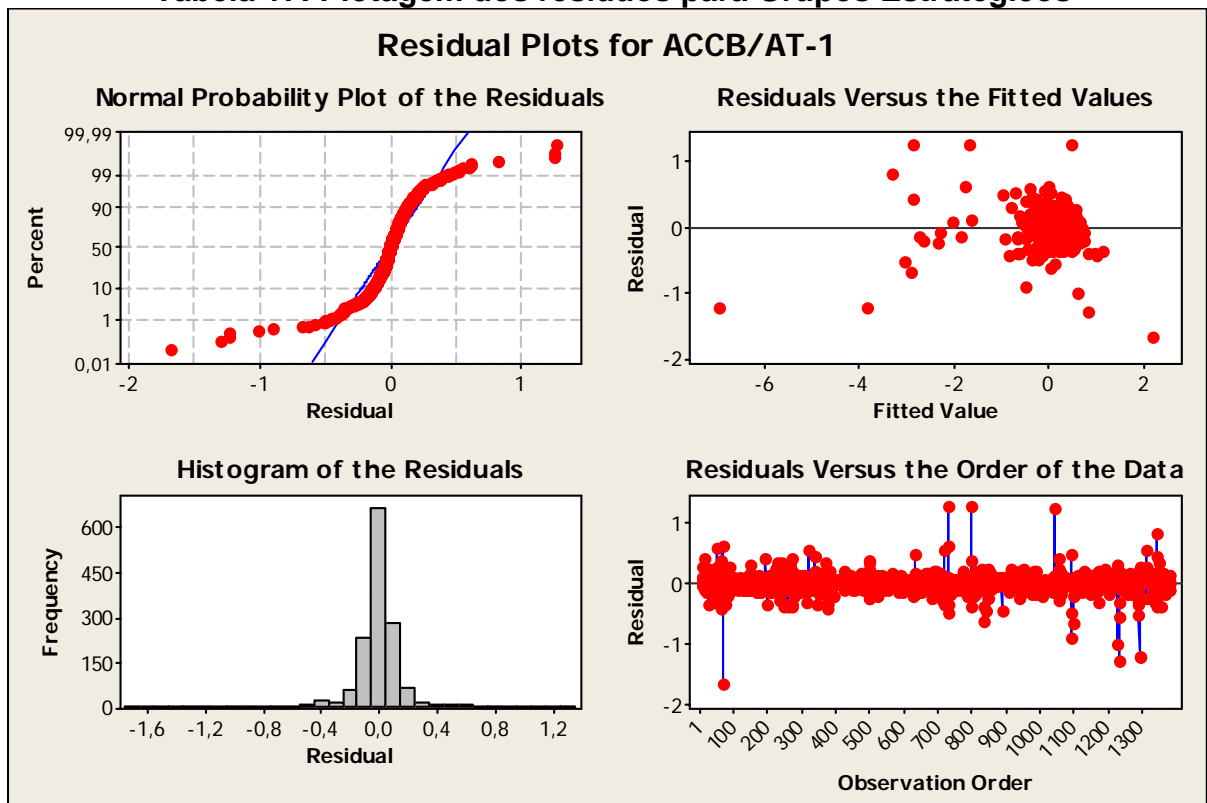 Residual Plots for ACCB/AT-1
Normal Probability Plot of the Residuals
99,99
99
90
50
10
1
0,01
Percent
-2 -1 0 1
Residual
Residuals Versus the Fitted Values
1
0
-1
-2
Residual
-6 -4 -2 0 2
Fitted Value
Histogram of the Residuals
600
450
300
150
0
Frequency
-1,6 -1,2 -0,8 -0,4 0,0 0,4 0,8 1,2
Residual
Residuals Versus the Order of the Data
1
0
-1
-2
Residual
1 100 200 300 400 500 600 700 800 900 1000 1100 1200 1300
Observation Order